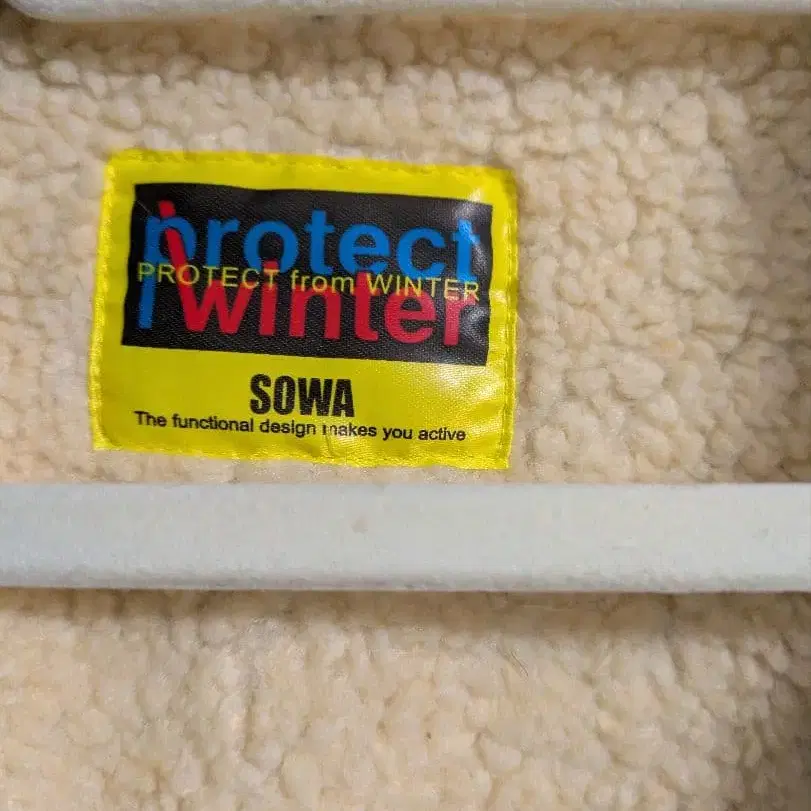 protect
PROTECT from WINTER
winter
SOWA
The functional design makes you active